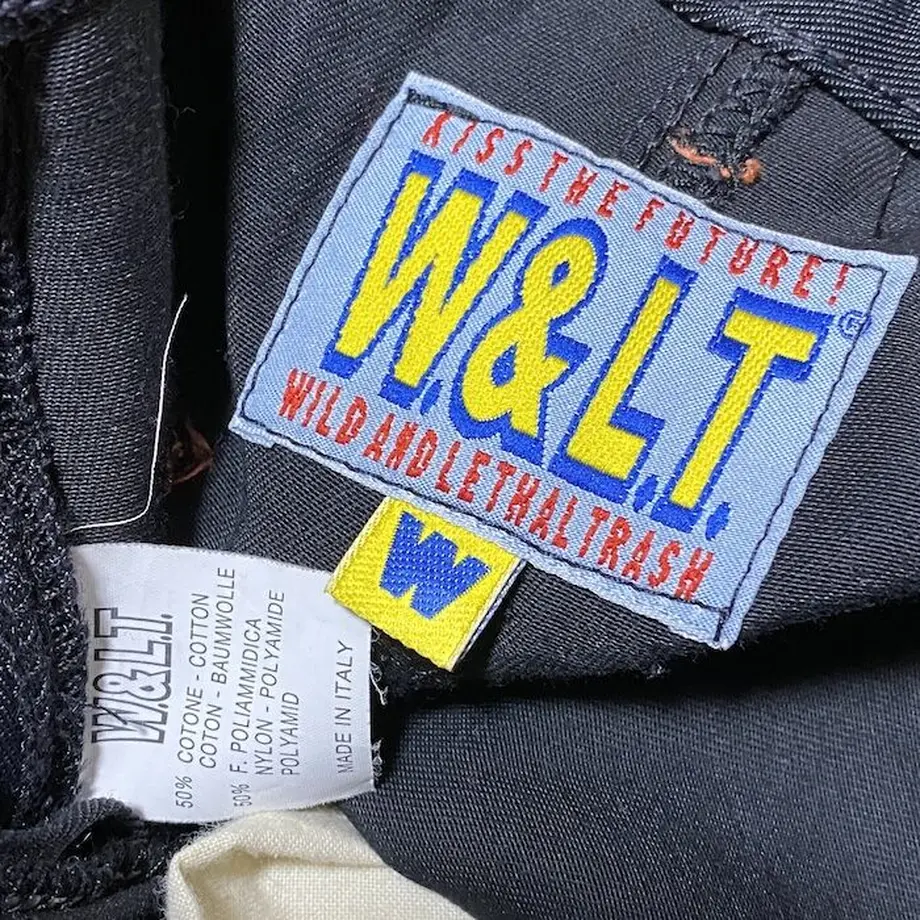 KISS THE FUTURE!
W.&L.T.
®
WILD AND LETHAL TRASH
W
W.&L.T.
50% COTONE - COTTON
COTON - BAUMWOLLE
50% F. POLIAMMIDICA
NYLON - POLYAMIDE
POLYAMID
MADE IN ITALY